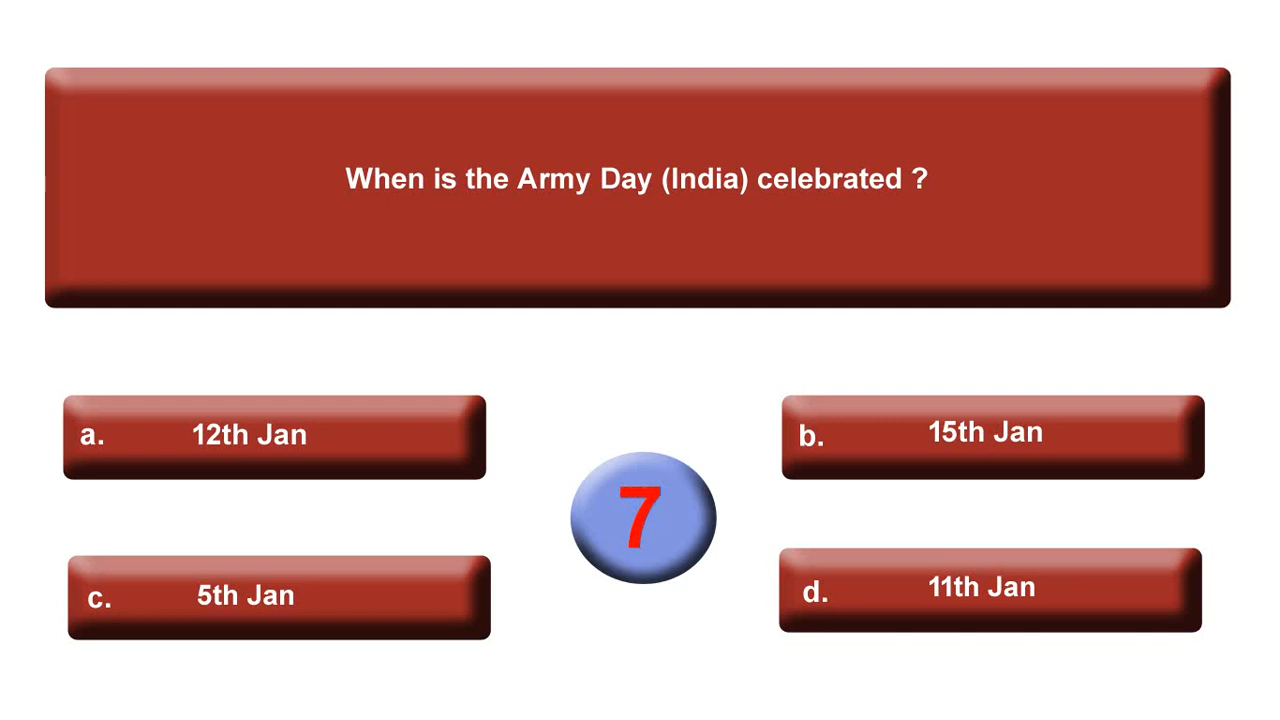 When is the Army Day (India) celebrated ?
a. 12th Jan
b. 15th Jan
7
c. 5th Jan
d. 11th Jan